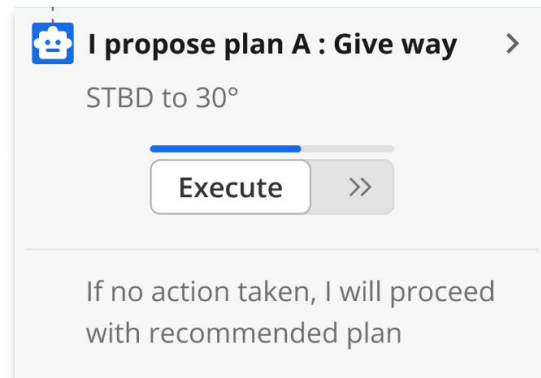 I propose plan A : Give way
STBD to 30°
Execute
If no action taken, I will proceed
with recommended plan